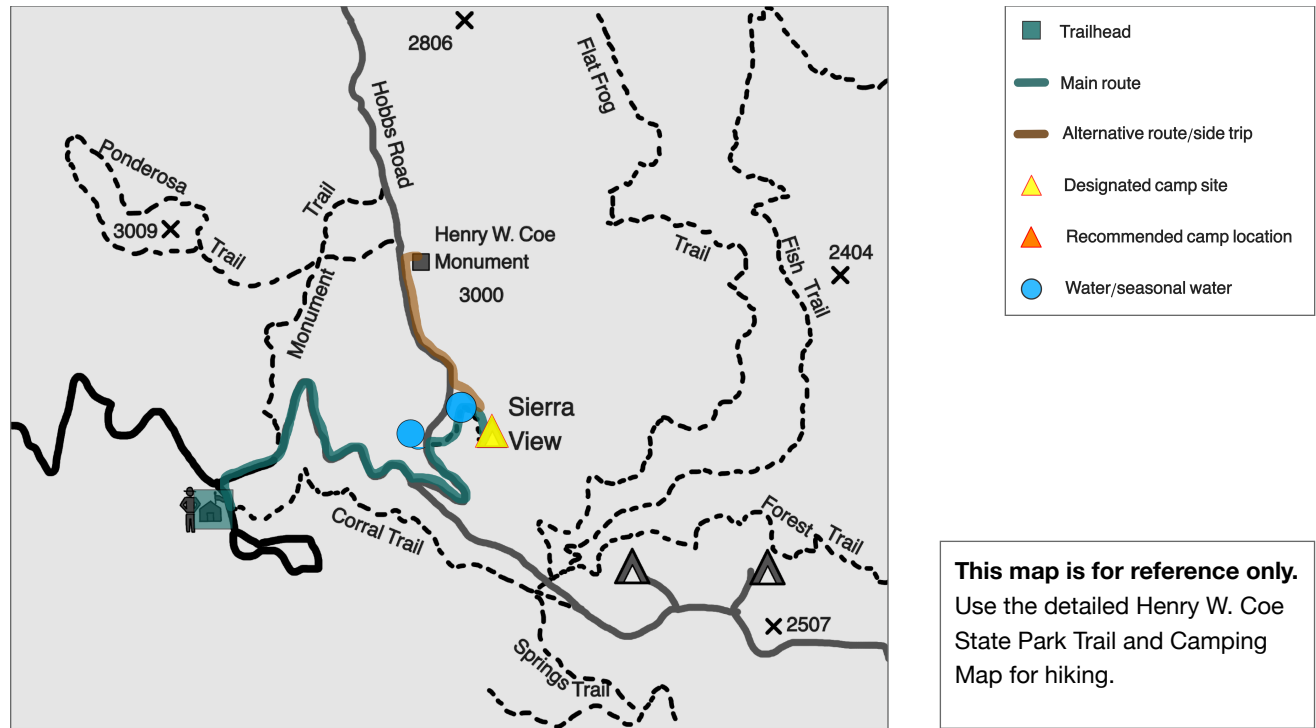 2806
Flat Frog
Hobbs Road
Ponderosa
Trail
3009
Trail
Henry W. Coe
Monument
3000
Trail
Fish Trail
2404
Monument
Sierra
View
Corral Trail
Forest Trail
2507
Springs Trail
Trailhead
Main route
Alternative route/side trip
Designated camp site
Recommended camp location
Water/seasonal water
This map is for reference only.
Use the detailed Henry W. Coe
State Park Trail and Camping
Map for hiking.